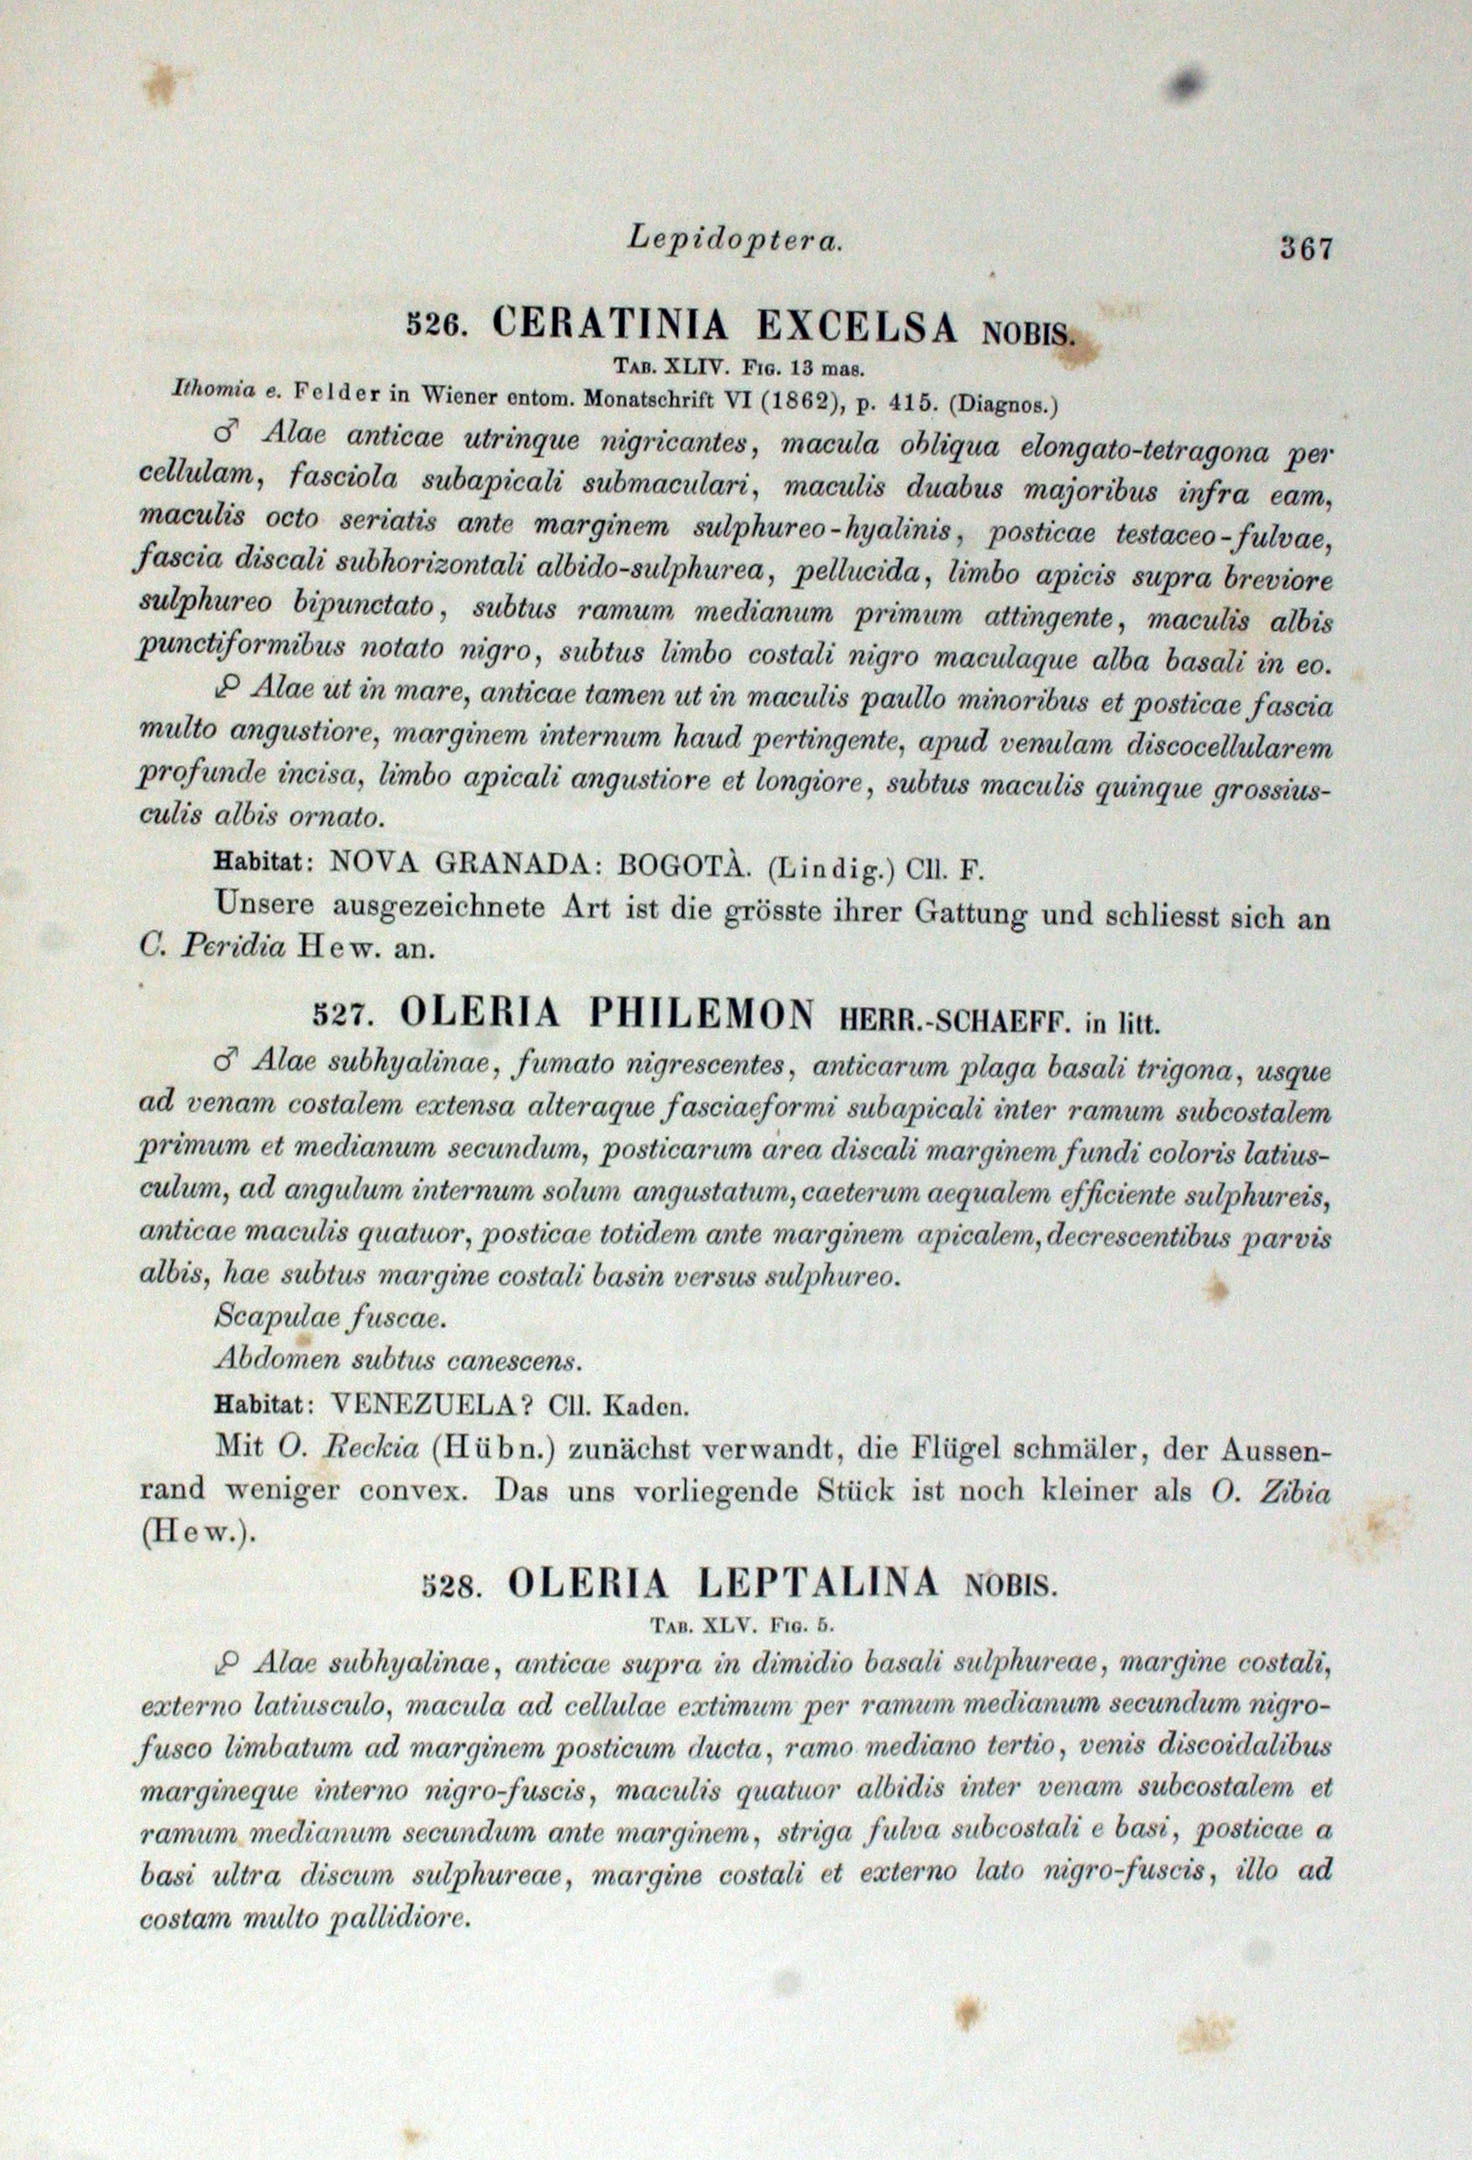 Lepidoptera. 367
526. CERATINIA EXCELSA NOBIS.
TAB. XLIV. FIG. 13 mas.
Ithomia e. Felder in Wiener entom. Monatschrift VI (1862), p. 415. (Diagnos.)
♂ Alae anticae utrinque nigricantes, macula obliqua elongato-tetragona per
cellulam, fasciola subapicali submaculari, maculis duabus majoribus infra eam,
maculis octo seriatis ante marginem sulphureo-hyalinis, posticae testaceo-fulvae,
fascia discali subhorizontali albido-sulphurea, pellucida, limbo apicis supra breviore
sulphureo bipunctato, subtus ramum medianum primum attingente, maculis albis
punctiformibus notato nigro, subtus limbo costali nigro maculaque alba basali in eo.
♀ Alae ut in mare, anticae tamen ut in maculis paullo minoribus et posticae fascia
multo angustiore, marginem internum haud pertingente, apud venulam discocellularem
profunde incisa, limbo apicali angustiore et longiore, subtus maculis quinque grossius-
culis albis ornato.
Habitat: NOVA GRANADA: BOGOTÀ. (Lindig.) Cll. F.
Unsere ausgezeichnete Art ist die grösste ihrer Gattung und schliesst sich an
C. Peridia Hew. an.
527. OLERIA PHILEMON HERR.-SCHAEFF. in litt.
♂ Alae subhyalinae, fumato nigrescentes, anticarum plaga basali trigona, usque
ad venam costalem extensa alteraque fasciaeformi subapicali inter ramum subcostalem
primum et medianum secundum, posticarum area discali marginem fundi coloris latius-
culum, ad angulum internum solum angustatum, caeterum aequalem efficiente sulphureis,
anticae maculis quatuor, posticae totidem ante marginem apicalem, decrescentibus parvis
albis, hae subtus margine costali basin versus sulphureo.
Scapulae fuscae.
Abdomen subtus canescens.
Habitat: VENEZUELA? Cll. Kaden.
Mit O. Reckia (Hübn.) zunächst verwandt, die Flügel schmäler, der Aussen-
rand weniger convex. Das uns vorliegende Stück ist noch kleiner als O. Zibia
(Hew.).
528. OLERIA LEPTALINA NOBIS.
TAB. XLV. FIG. 5.
♀ Alae subhyalinae, anticae supra in dimidio basali sulphureae, margine costali,
externo latiusculo, macula ad cellulae extimum per ramum medianum secundum nigro-
fusco limbatum ad marginem posticum ducta, ramo mediano tertio, venis discoidalibus
margineque interno nigro-fuscis, maculis quatuor albidis inter venam subcostalem et
ramum medianum secundum ante marginem, striga fulva subcostali e basi, posticae a
basi ultra discum sulphureae, margine costali et externo lato nigro-fuscis, illo ad
costam multo pallidiore.